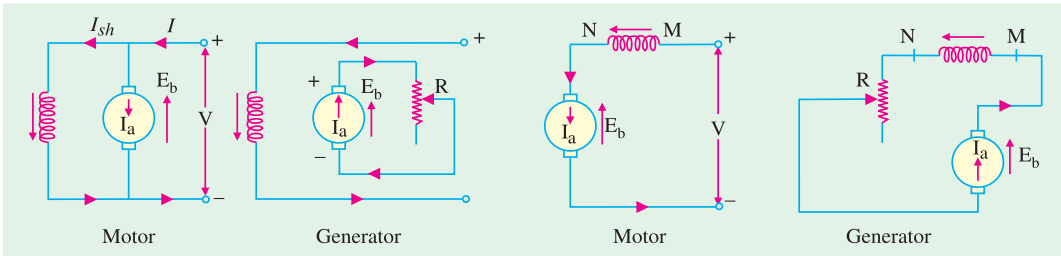 I_sh I +
E_b
I_a
V
−
Motor
+
+ E_b R
I_a
−
Generator
N M
+
I_a E_b
V
−
Motor
N M
R
I_a E_b
Generator